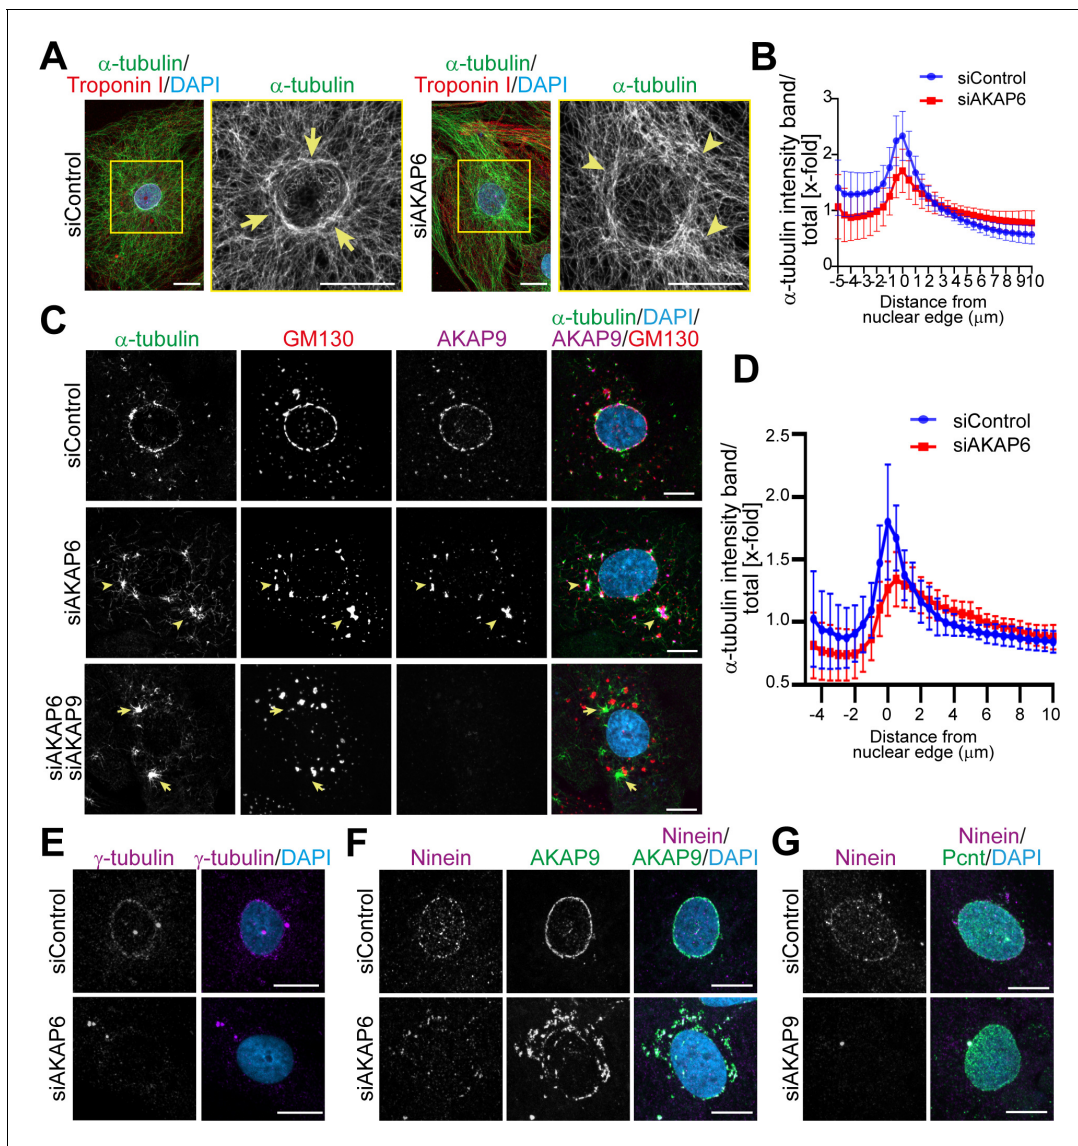 A
α-tubulin/
Troponin I/DAPI
α-tubulin
α-tubulin/
Troponin I/DAPI
α-tubulin
siControl
siAKAP6
B
siControl
siAKAP6
α-tubulin intensity band/
total [x-fold]
3
2
1
0
-5-4-3-2-1 0 1 2 3 4 5 6 7 8 910
Distance from
nuclear edge (μm)
C
α-tubulin
GM130
AKAP9
α-tubulin/DAPI/
AKAP9/GM130
siControl
siAKAP6
siAKAP6
siAKAP9
D
siControl
siAKAP6
α-tubulin intensity band/
total [x-fold]
2.5
2.0
1.5
1.0
0.5
-4 -2 0 2 4 6 8 10
Distance from
nuclear edge (μm)
E
γ-tubulin
γ-tubulin/DAPI
siControl
siAKAP6
F
Ninein
AKAP9
Ninein/
AKAP9/DAPI
siControl
siAKAP6
G
Ninein
Ninein/
Pcnt/DAPI
siControl
siAKAP9